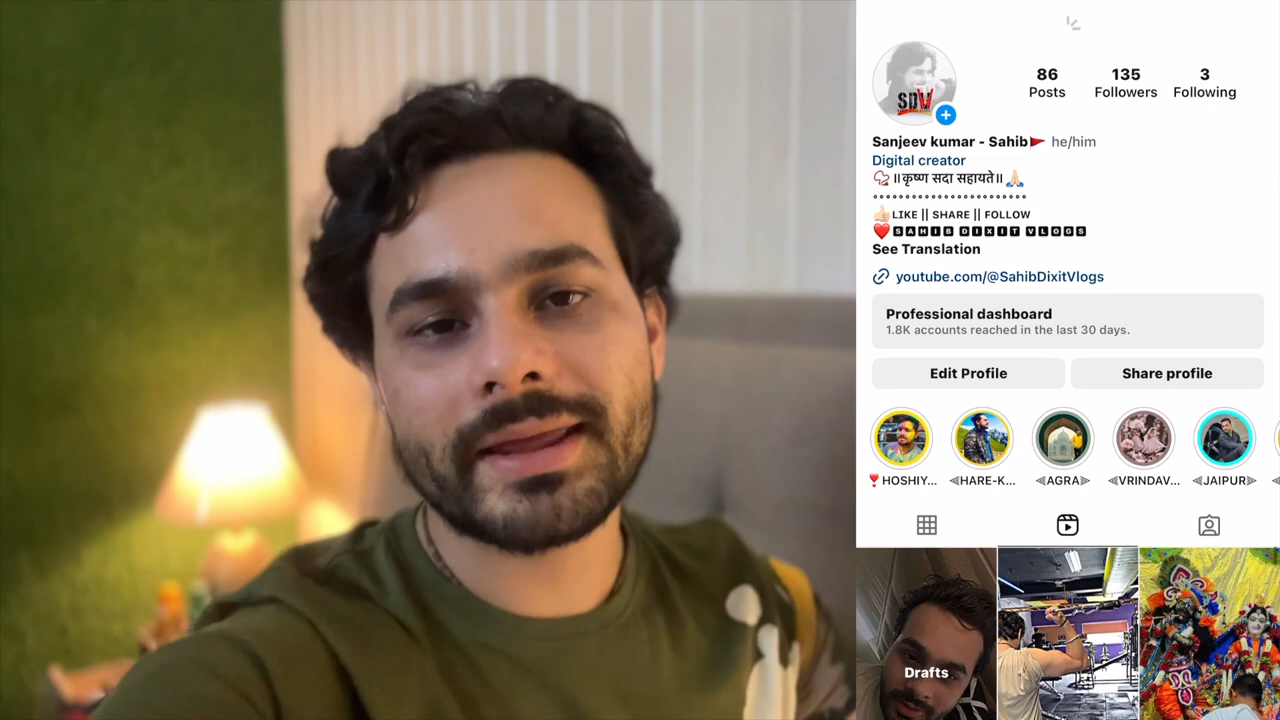 86 135 3
Posts Followers Following
SDV
Sanjeev kumar - Sahib🚩 he/him
Digital creator
📿॥कृष्ण सदा सहायते॥🙏🏻
👍🏻LIKE || SHARE || FOLLOW
❤️SAHIB DIXIT VLOGS
See Translation
youtube.com/@SahibDixitVlogs
Professional dashboard
1.8K accounts reached in the last 30 days.
Edit Profile Share profile
❣️HOSHIY... ⫷HARE-K... ⫷AGRA⫸ ⫷VRINDAV... ⫷JAIPUR⫸
Drafts